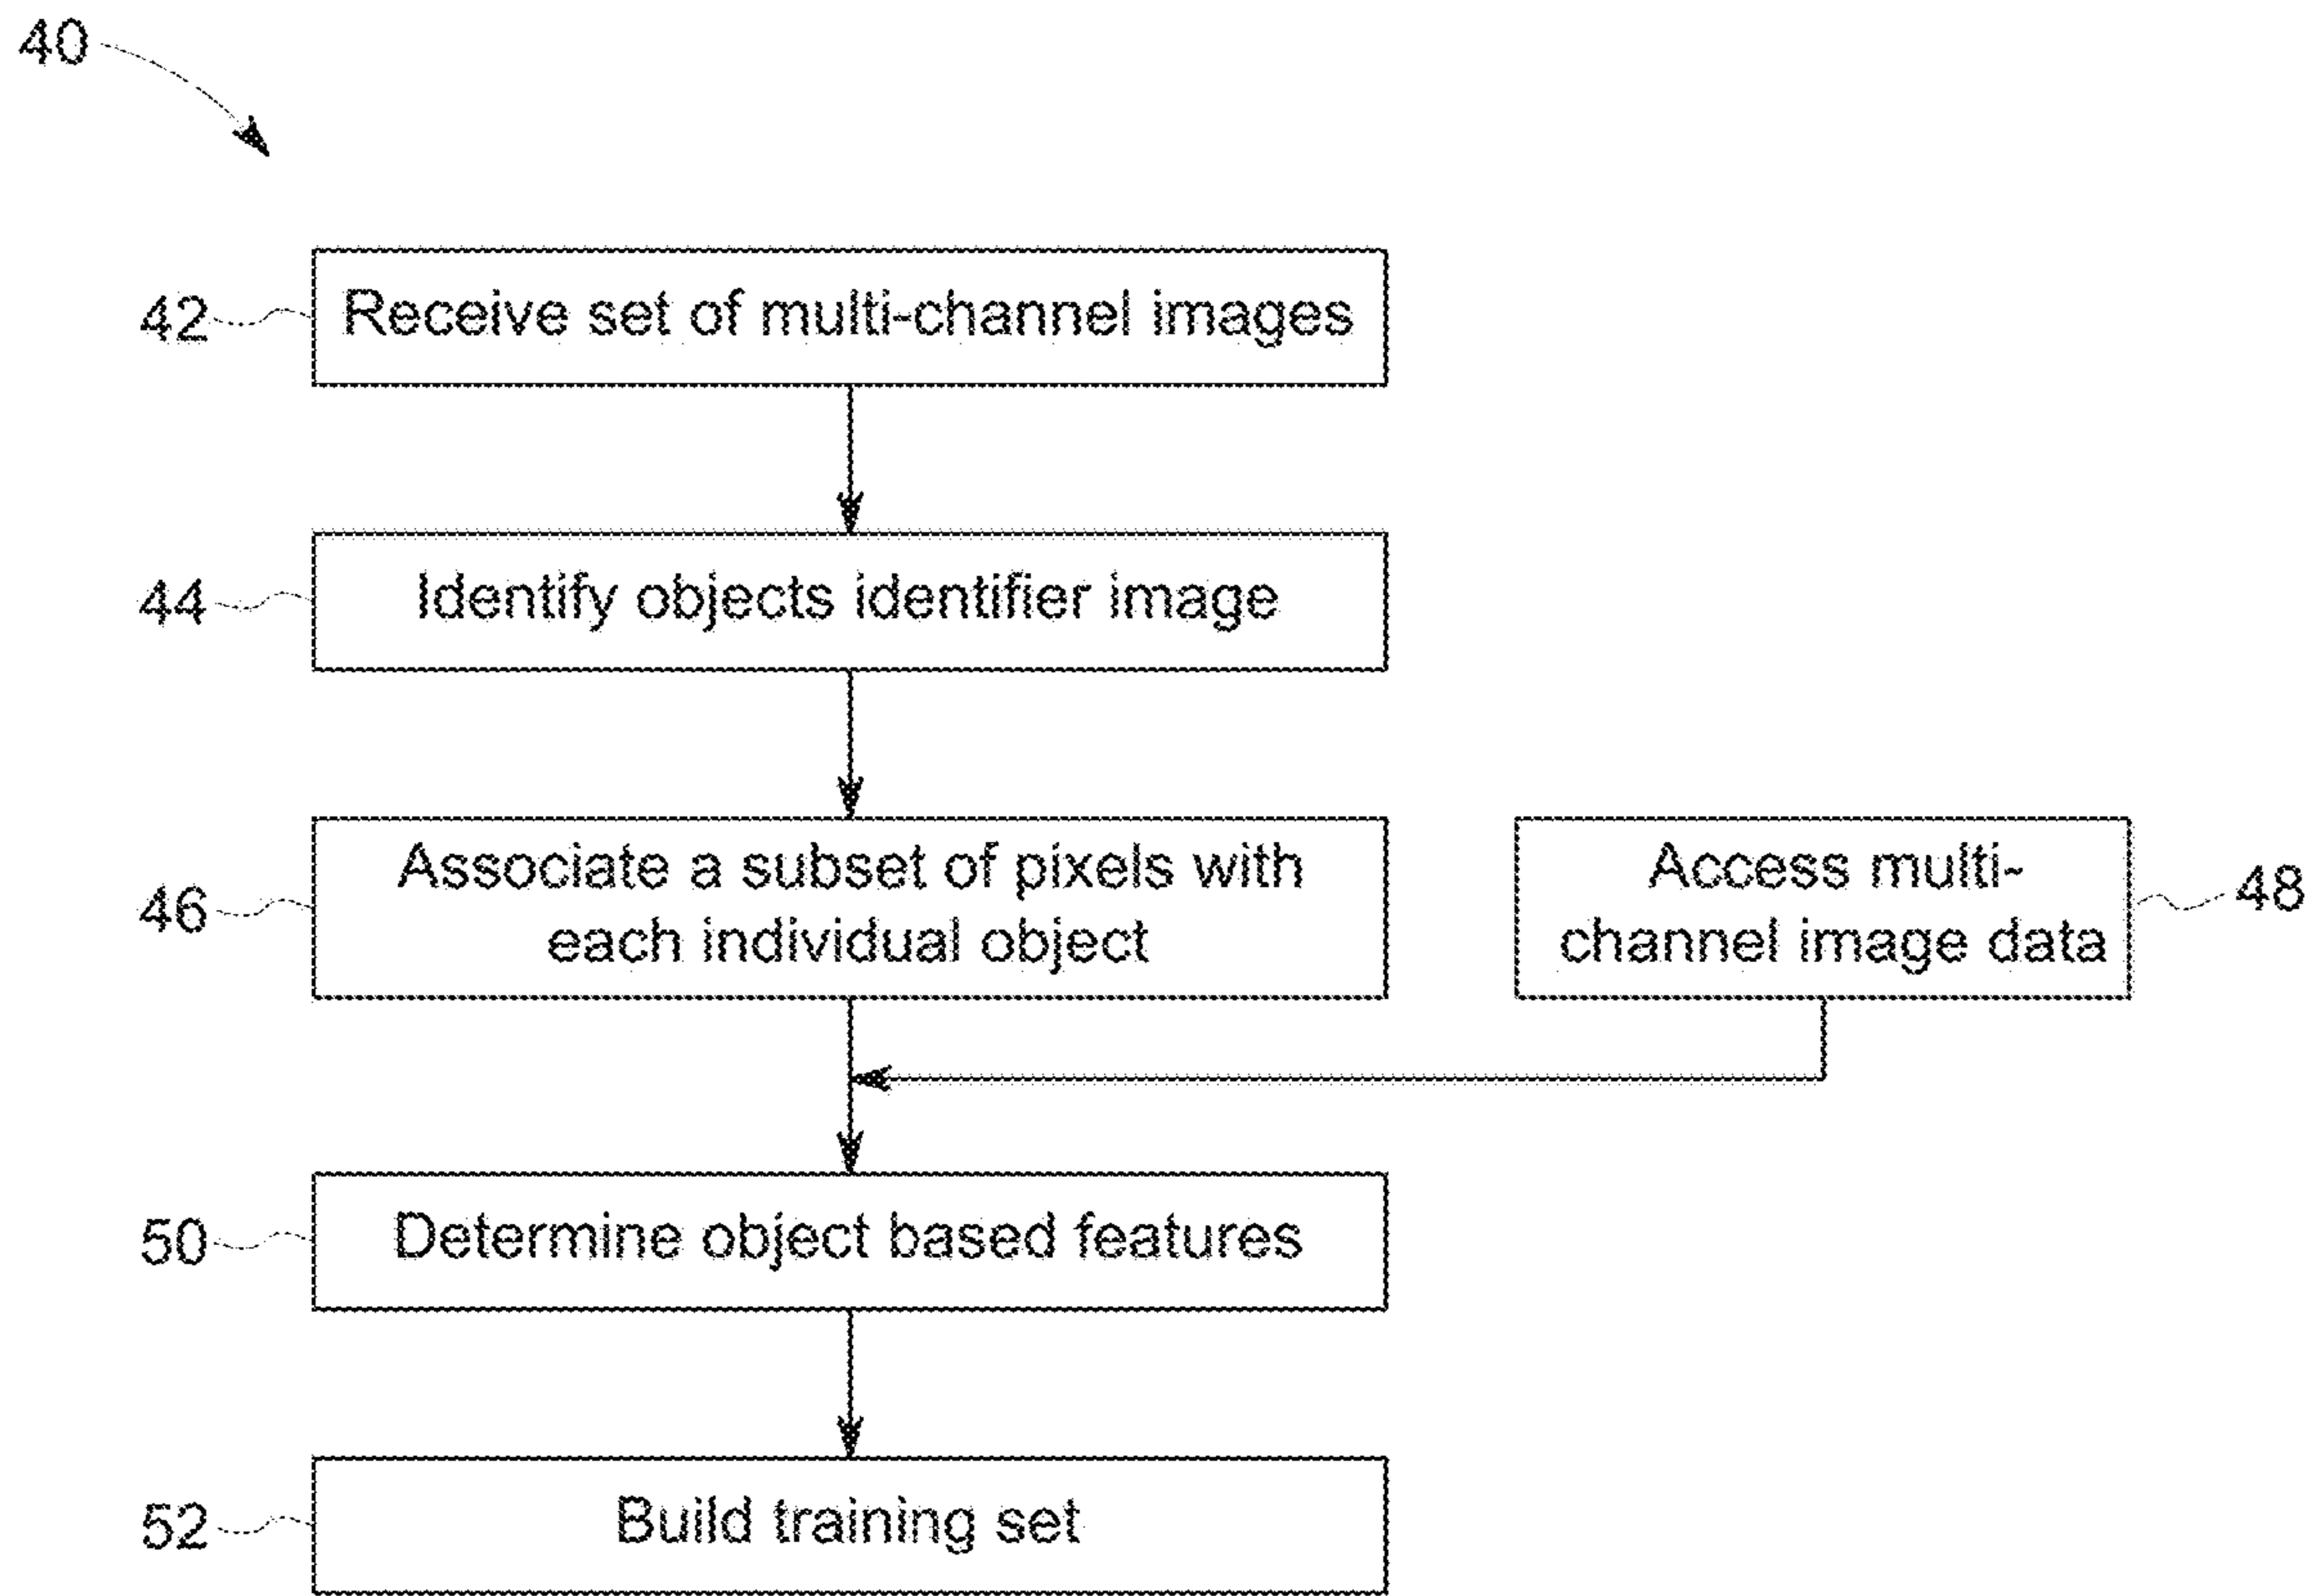 40
42
Receive set of multi-channel images
44
Identify objects identifier image
46
Associate a subset of pixels with
each individual object
Access multi-
channel image data
48
50
Determine object based features
52
Build training set